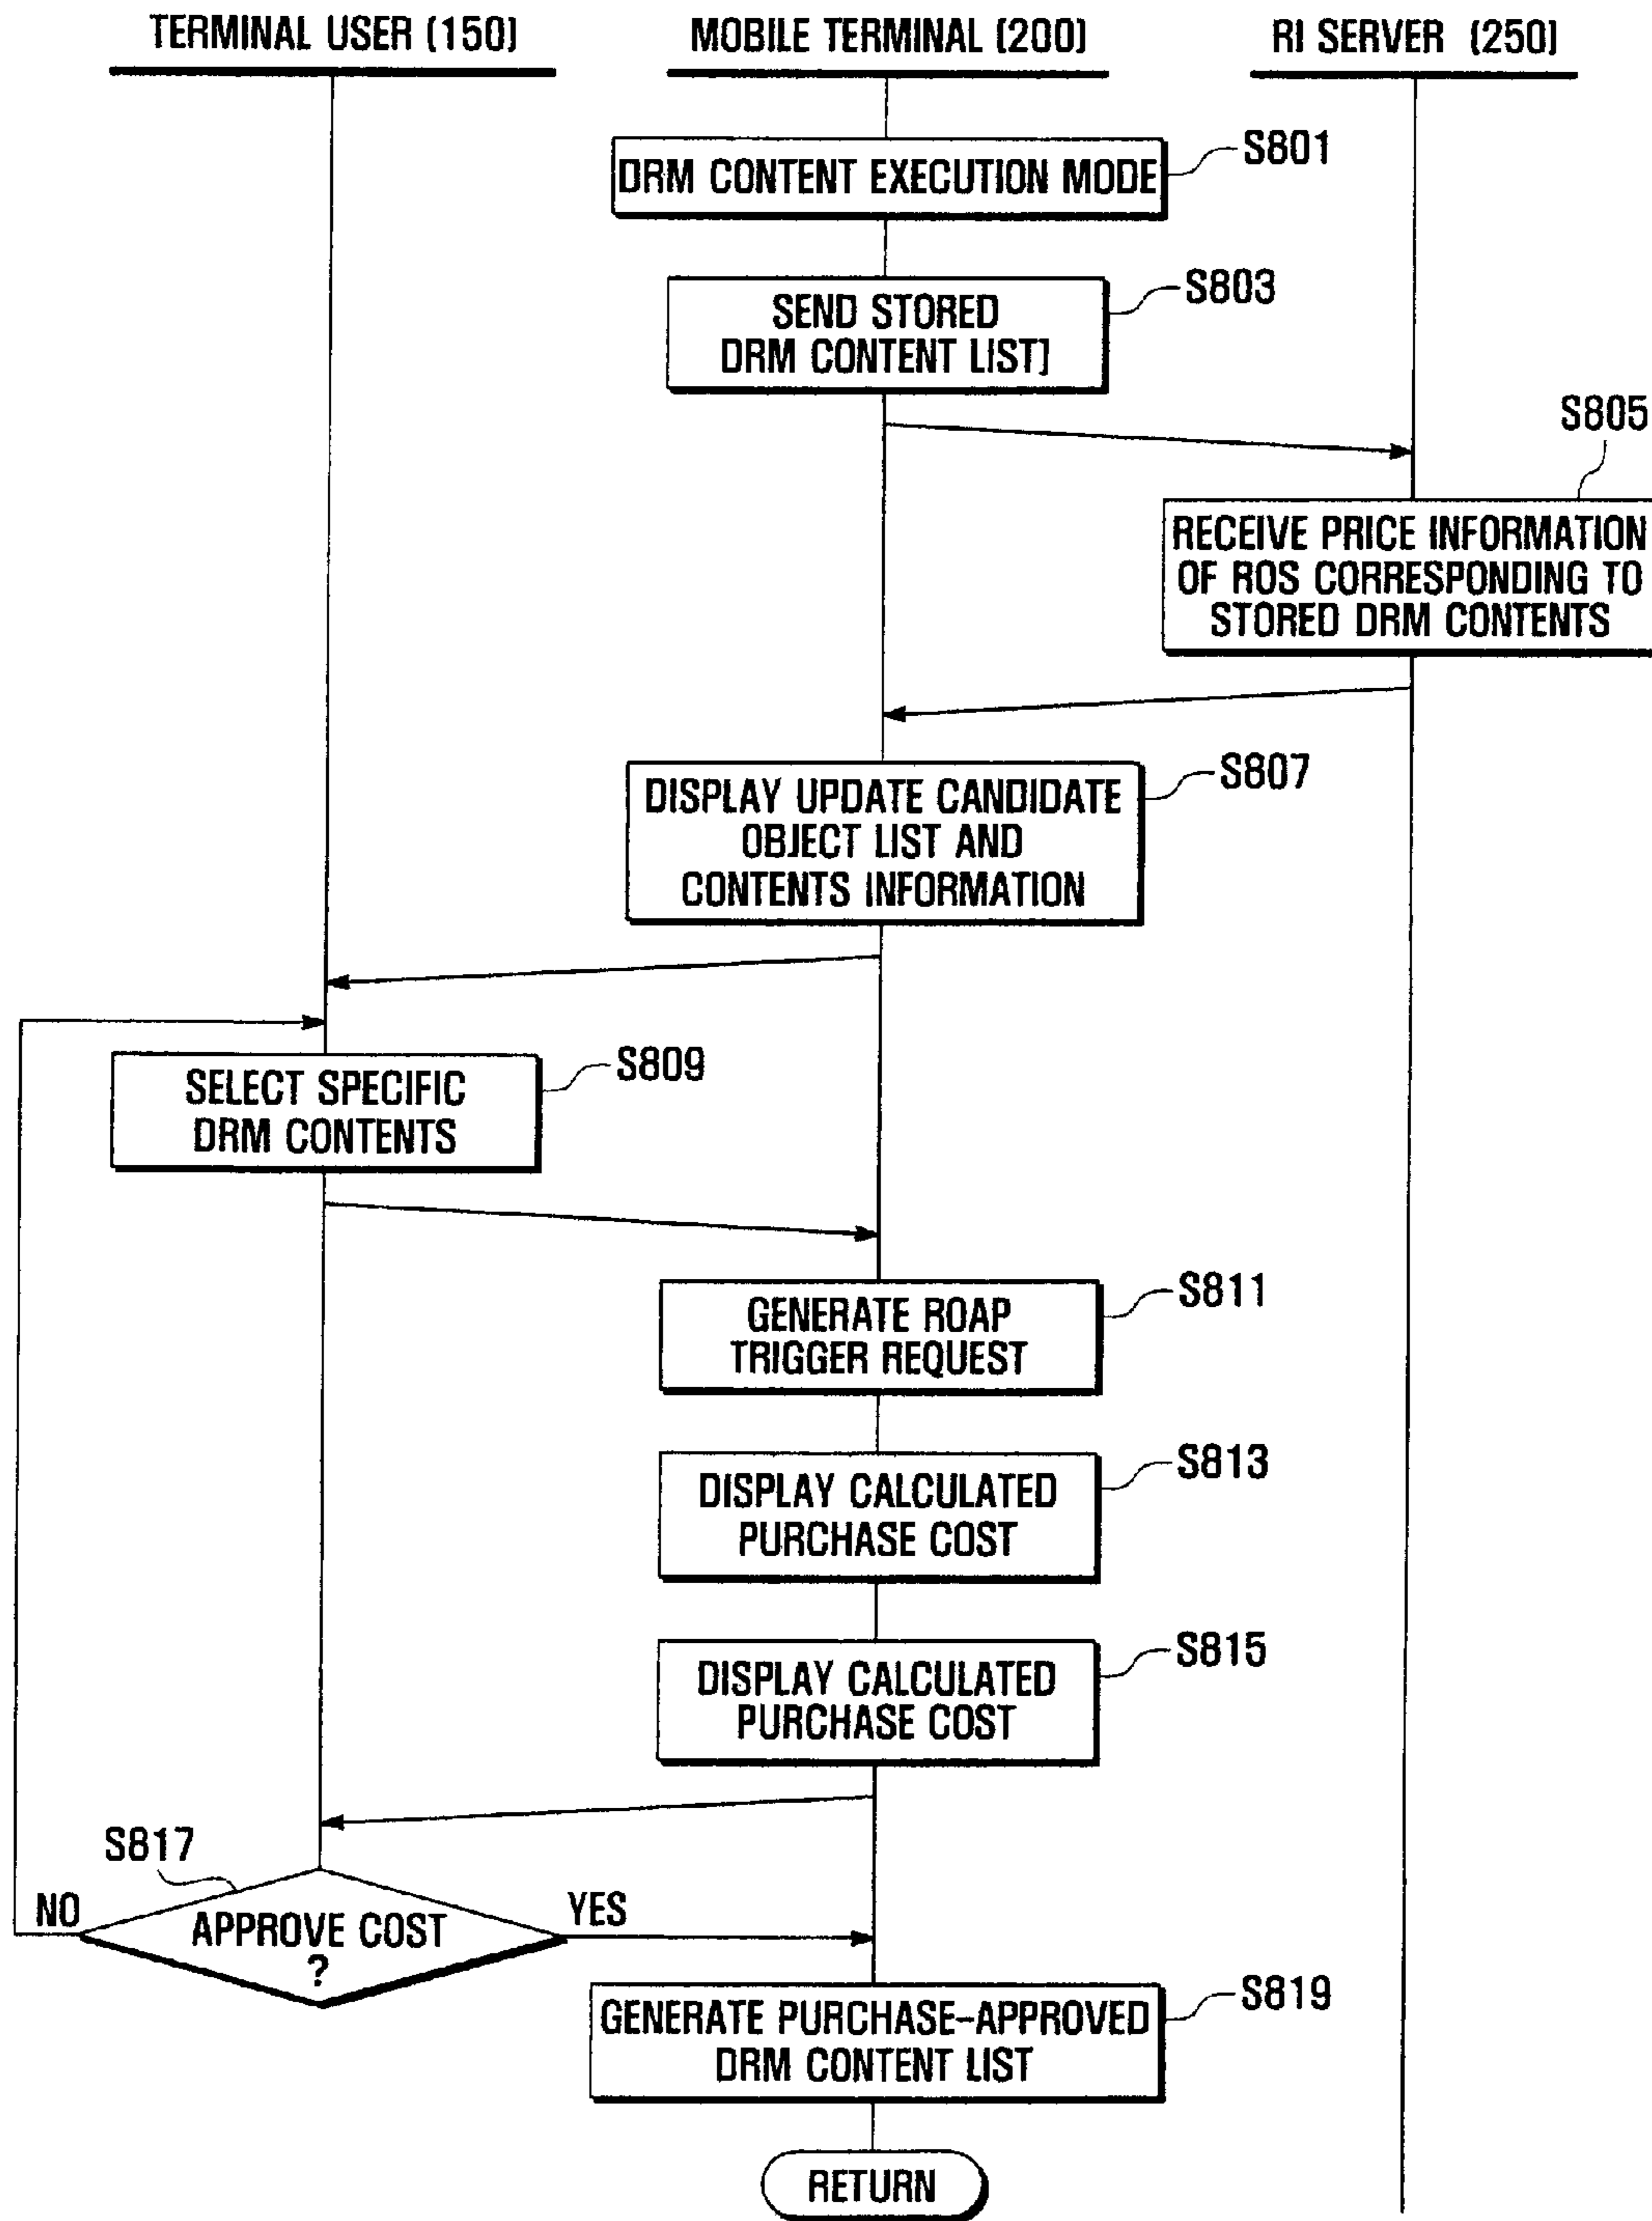 TERMINAL USER (150)
MOBILE TERMINAL (200)
RI SERVER (250)
DRM CONTENT EXECUTION MODE
S801
SEND STORED
DRM CONTENT LIST]
S803
S805
RECEIVE PRICE INFORMATION
OF ROS CORRESPONDING TO
STORED DRM CONTENTS
DISPLAY UPDATE CANDIDATE
OBJECT LIST AND
CONTENTS INFORMATION
S807
SELECT SPECIFIC
DRM CONTENTS
S809
GENERATE ROAP
TRIGGER REQUEST
S811
DISPLAY CALCULATED
PURCHASE COST
S813
DISPLAY CALCULATED
PURCHASE COST
S815
S817
NO
APPROVE COST
?
YES
GENERATE PURCHASE-APPROVED
DRM CONTENT LIST
S819
RETURN